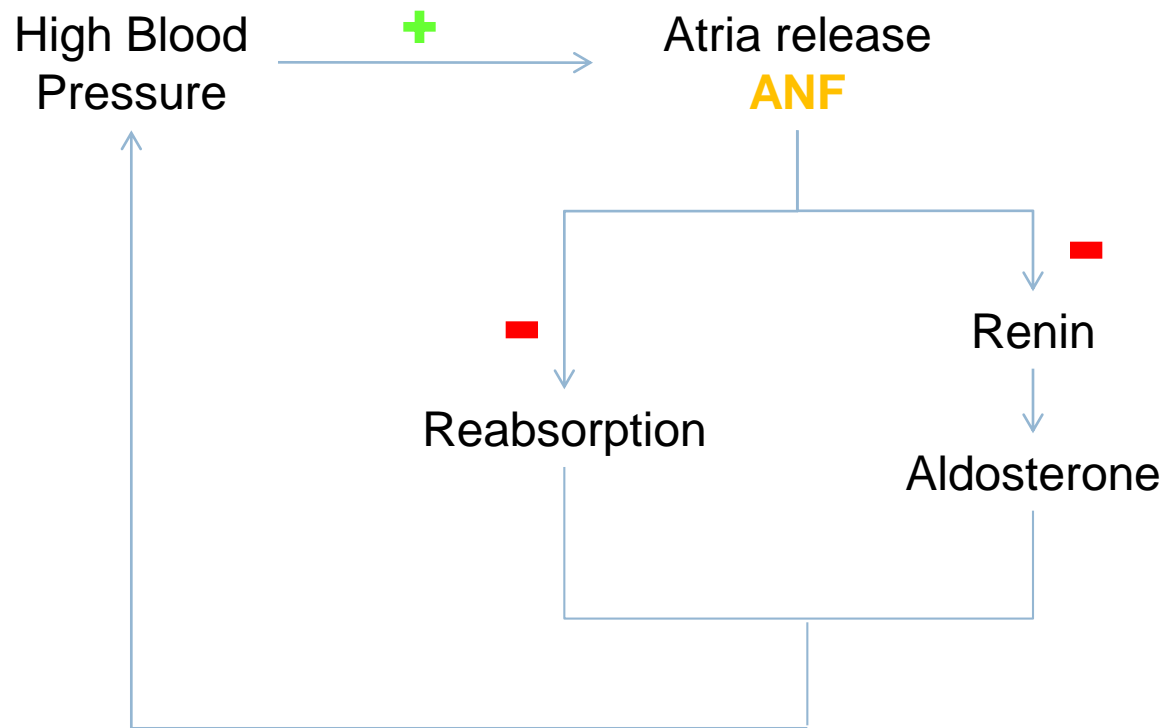 High Blood
Pressure
+
Atria release
ANF
-
-
Renin
Reabsorption
Aldosterone